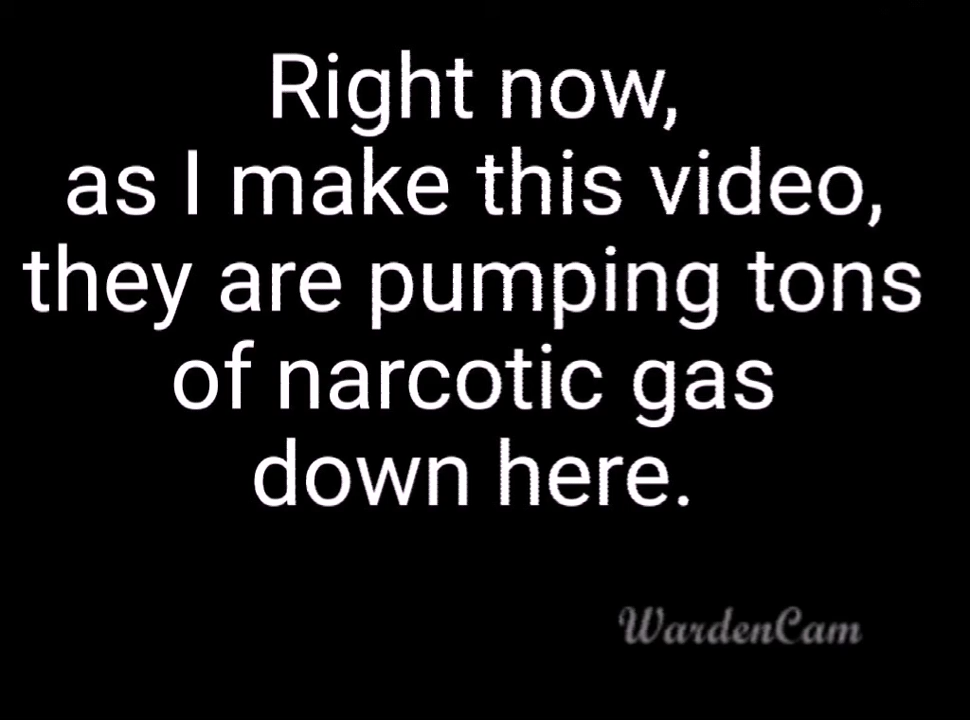 Right now,
as I make this video,
they are pumping tons
of narcotic gas
down here.
WardenCam